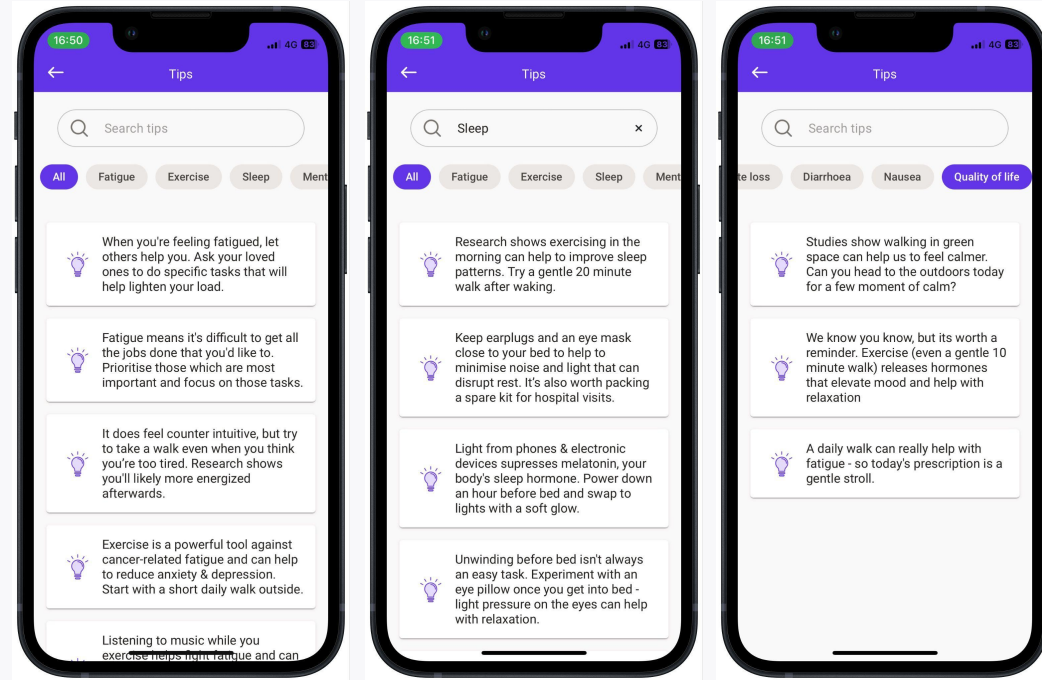 16:50
4G 83
Tips
Search tips
All Fatigue Exercise Sleep Ment
When you're feeling fatigued, let
others help you. Ask your loved
ones to do specific tasks that will
help lighten your load.
Fatigue means it's difficult to get all
the jobs done that you'd like to.
Prioritise those which are most
important and focus on those tasks.
It does feel counter intuitive, but try
to take a walk even when you think
you're too tired. Research shows
you'll likely more energized
afterwards.
Exercise is a powerful tool against
cancer-related fatigue and can help
to reduce anxiety & depression.
Start with a short daily walk outside.
Listening to music while you
exercise helps fight fatigue and can
16:51
4G 83
Tips
Sleep ×
All Fatigue Exercise Sleep Ment
Research shows exercising in the
morning can help to improve sleep
patterns. Try a gentle 20 minute
walk after waking.
Keep earplugs and an eye mask
close to your bed to help to
minimise noise and light that can
disrupt rest. It's also worth packing
a spare kit for hospital visits.
Light from phones & electronic
devices supresses melatonin, your
body's sleep hormone. Power down
an hour before bed and swap to
lights with a soft glow.
Unwinding before bed isn't always
an easy task. Experiment with an
eye pillow once you get into bed -
light pressure on the eyes can help
with relaxation.
16:51
4G 83
Tips
Search tips
te loss Diarrhoea Nausea Quality of life
Studies show walking in green
space can help us to feel calmer.
Can you head to the outdoors today
for a few moment of calm?
We know you know, but its worth a
reminder. Exercise (even a gentle 10
minute walk) releases hormones
that elevate mood and help with
relaxation
A daily walk can really help with
fatigue - so today's prescription is a
gentle stroll.